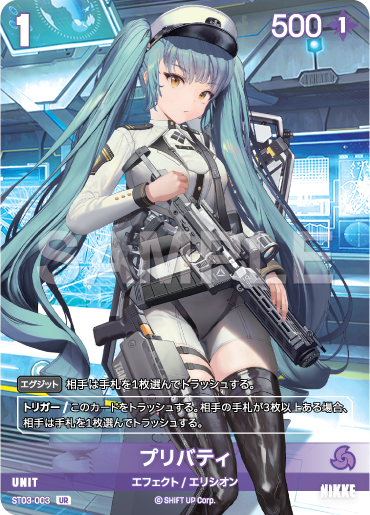 1
500 1
SAMPLE
エグジット 相手は手札を1枚選んでトラッシュする。
トリガー / このカードをトラッシュする。相手の手札が3枚以上ある場合、
相手は手札を1枚選んでトラッシュする。
プリバティ
UNIT エフェクト / エリシオン NIKKE
ST03-003 UR © SHIFT UP Corp.